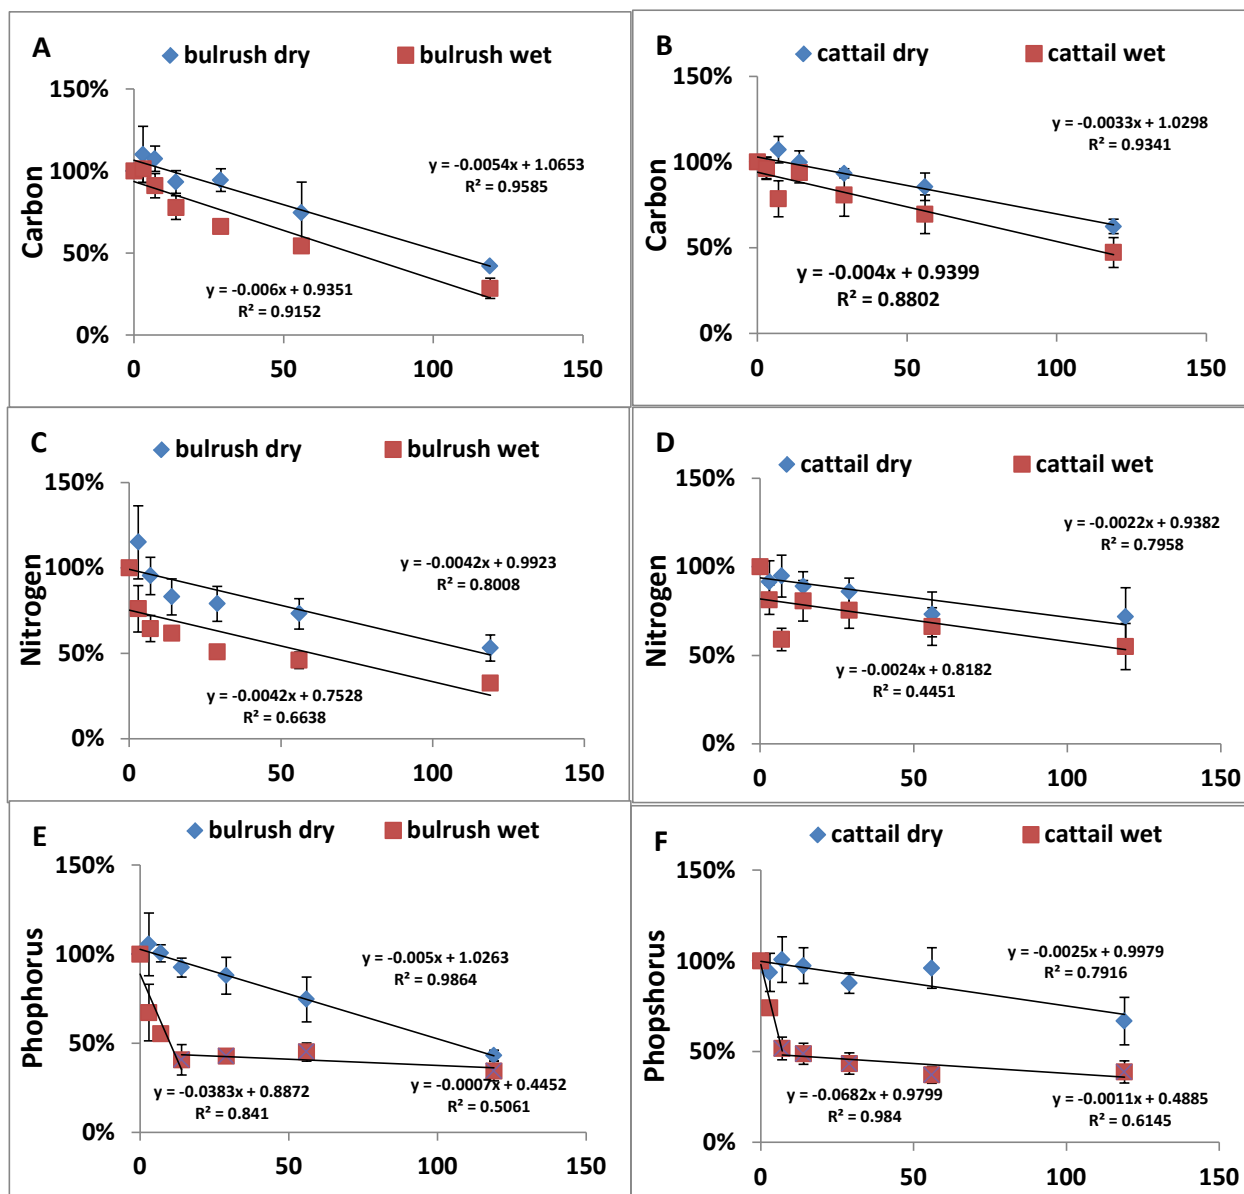 A
bulrush dry
bulrush wet
150%
100%
50%
0%
Carbon
y = -0.0054x + 1.0653
R² = 0.9585
y = -0.006x + 0.9351
R² = 0.9152
0 50 100 150
B
cattail dry
cattail wet
150%
100%
50%
0%
Carbon
y = -0.0033x + 1.0298
R² = 0.9341
y = -0.004x + 0.9399
R² = 0.8802
0 50 100 150
C
bulrush dry
bulrush wet
150%
100%
50%
0%
Nitrogen
y = -0.0042x + 0.9923
R² = 0.8008
y = -0.0042x + 0.7528
R² = 0.6638
0 50 100 150
D
cattail dry
cattail wet
150%
100%
50%
0%
Nitrogen
y = -0.0022x + 0.9382
R² = 0.7958
y = -0.0024x + 0.8182
R² = 0.4451
0 50 100 150
E
bulrush dry
bulrush wet
150%
100%
50%
0%
Phophorus
y = -0.005x + 1.0263
R² = 0.9864
y = -0.0383x + 0.8872
R² = 0.841
y = -0.0007x + 0.4452
R² = 0.5061
0 50 100 150
F
cattail dry
cattail wet
150%
100%
50%
0%
Phopshorus
y = -0.0025x + 0.9979
R² = 0.7916
y = -0.0682x + 0.9799
R² = 0.984
y = -0.0011x + 0.4885
R² = 0.6145
0 50 100 150